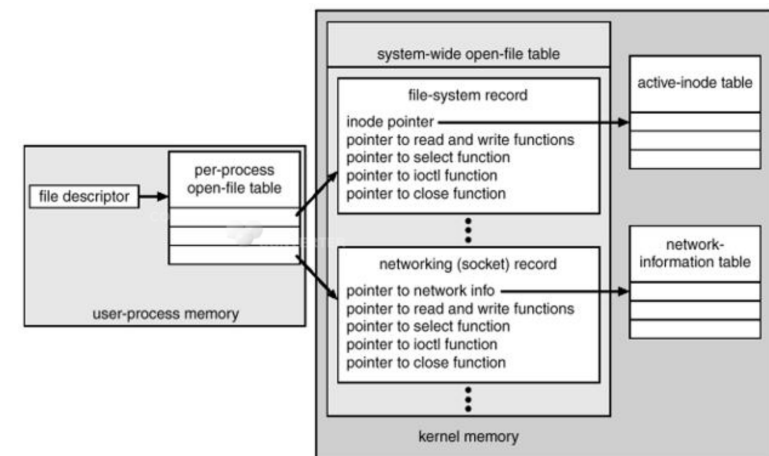 system-wide open-file table
file-system record
inode pointer
pointer to read and write functions
pointer to select function
pointer to ioctl function
pointer to close function
active-inode table
per-process
open-file table
file descriptor
user-process memory
networking (socket) record
pointer to network info
pointer to read and write functions
pointer to select function
pointer to ioctl function
pointer to close function
network-
information table
kernel memory